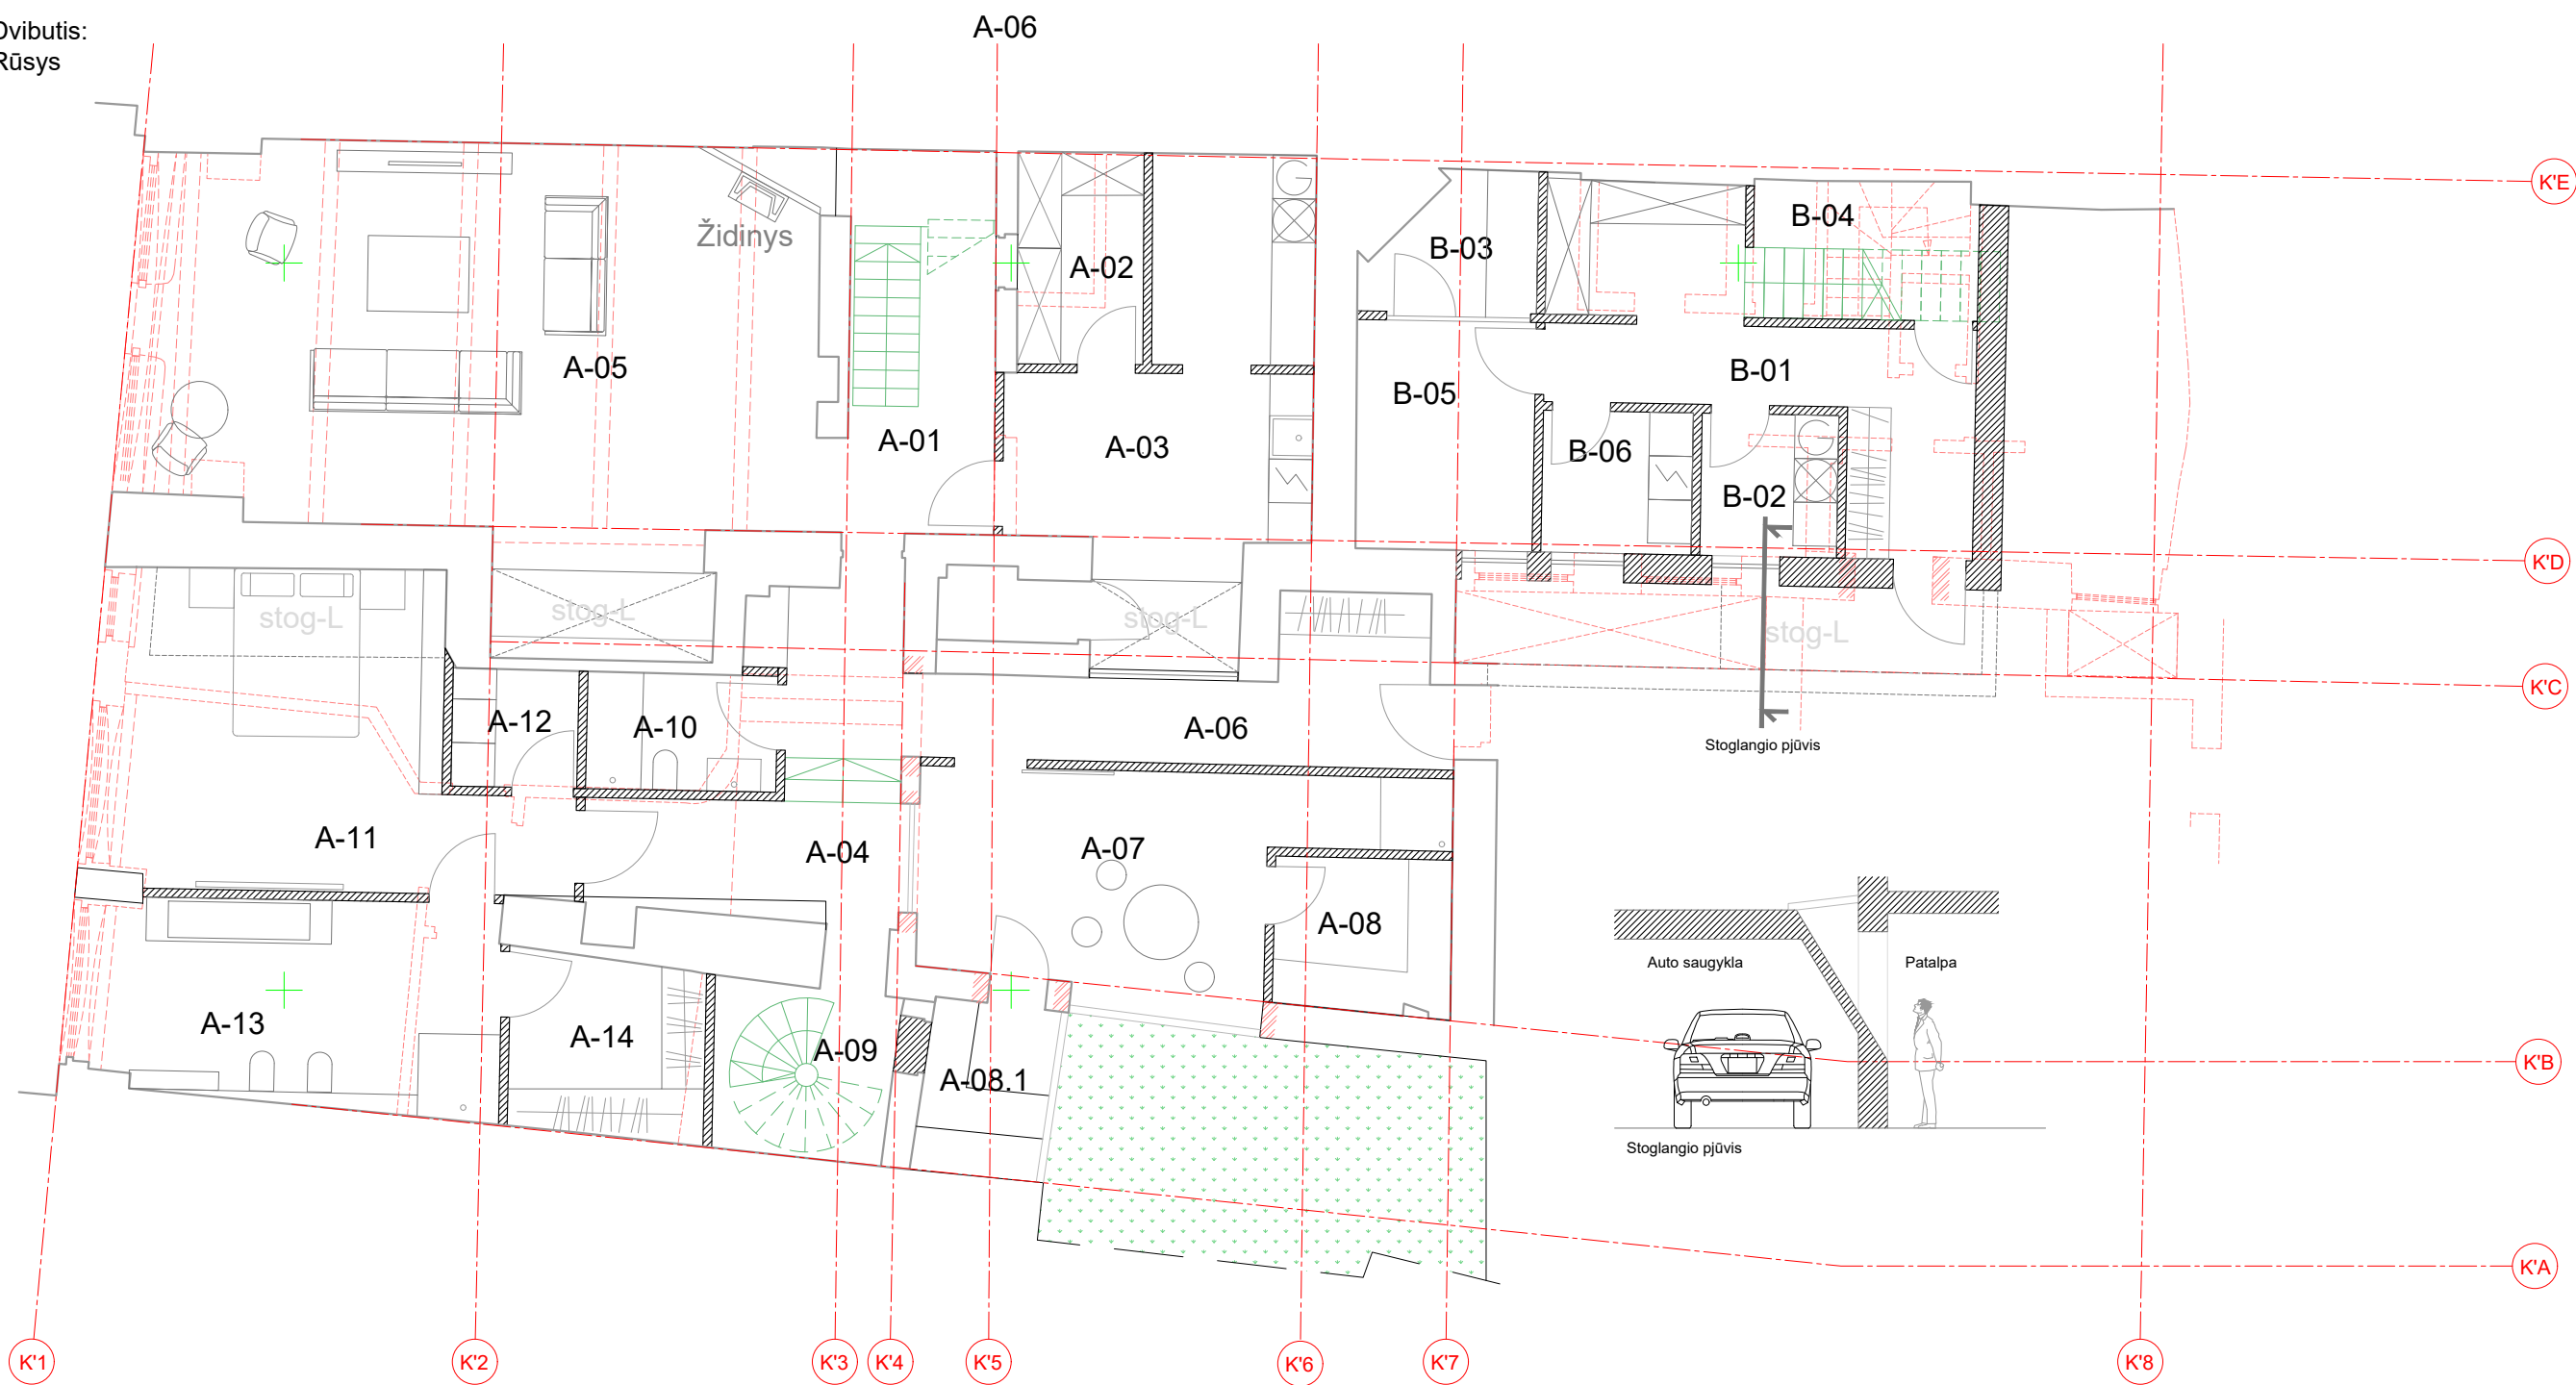 Dvibutis:
Rūsys
A-06
K'E
B-04
Židinys
B-03
A-02
A-05
B-01
B-05
A-01
A-03
B-06
B-02
K'D
stog-L
stog-L
stog-L
stog-L
K'C
A-12
A-10
A-06
Stoglangio pjūvis
A-11
A-04
A-07
A-08
Auto saugykla
Patalpa
A-13
A-14
A-09
A-08.1
K'B
Stoglangio pjūvis
K'A
K'1
K'2
K'3
K'4
K'5
K'6
K'7
K'8